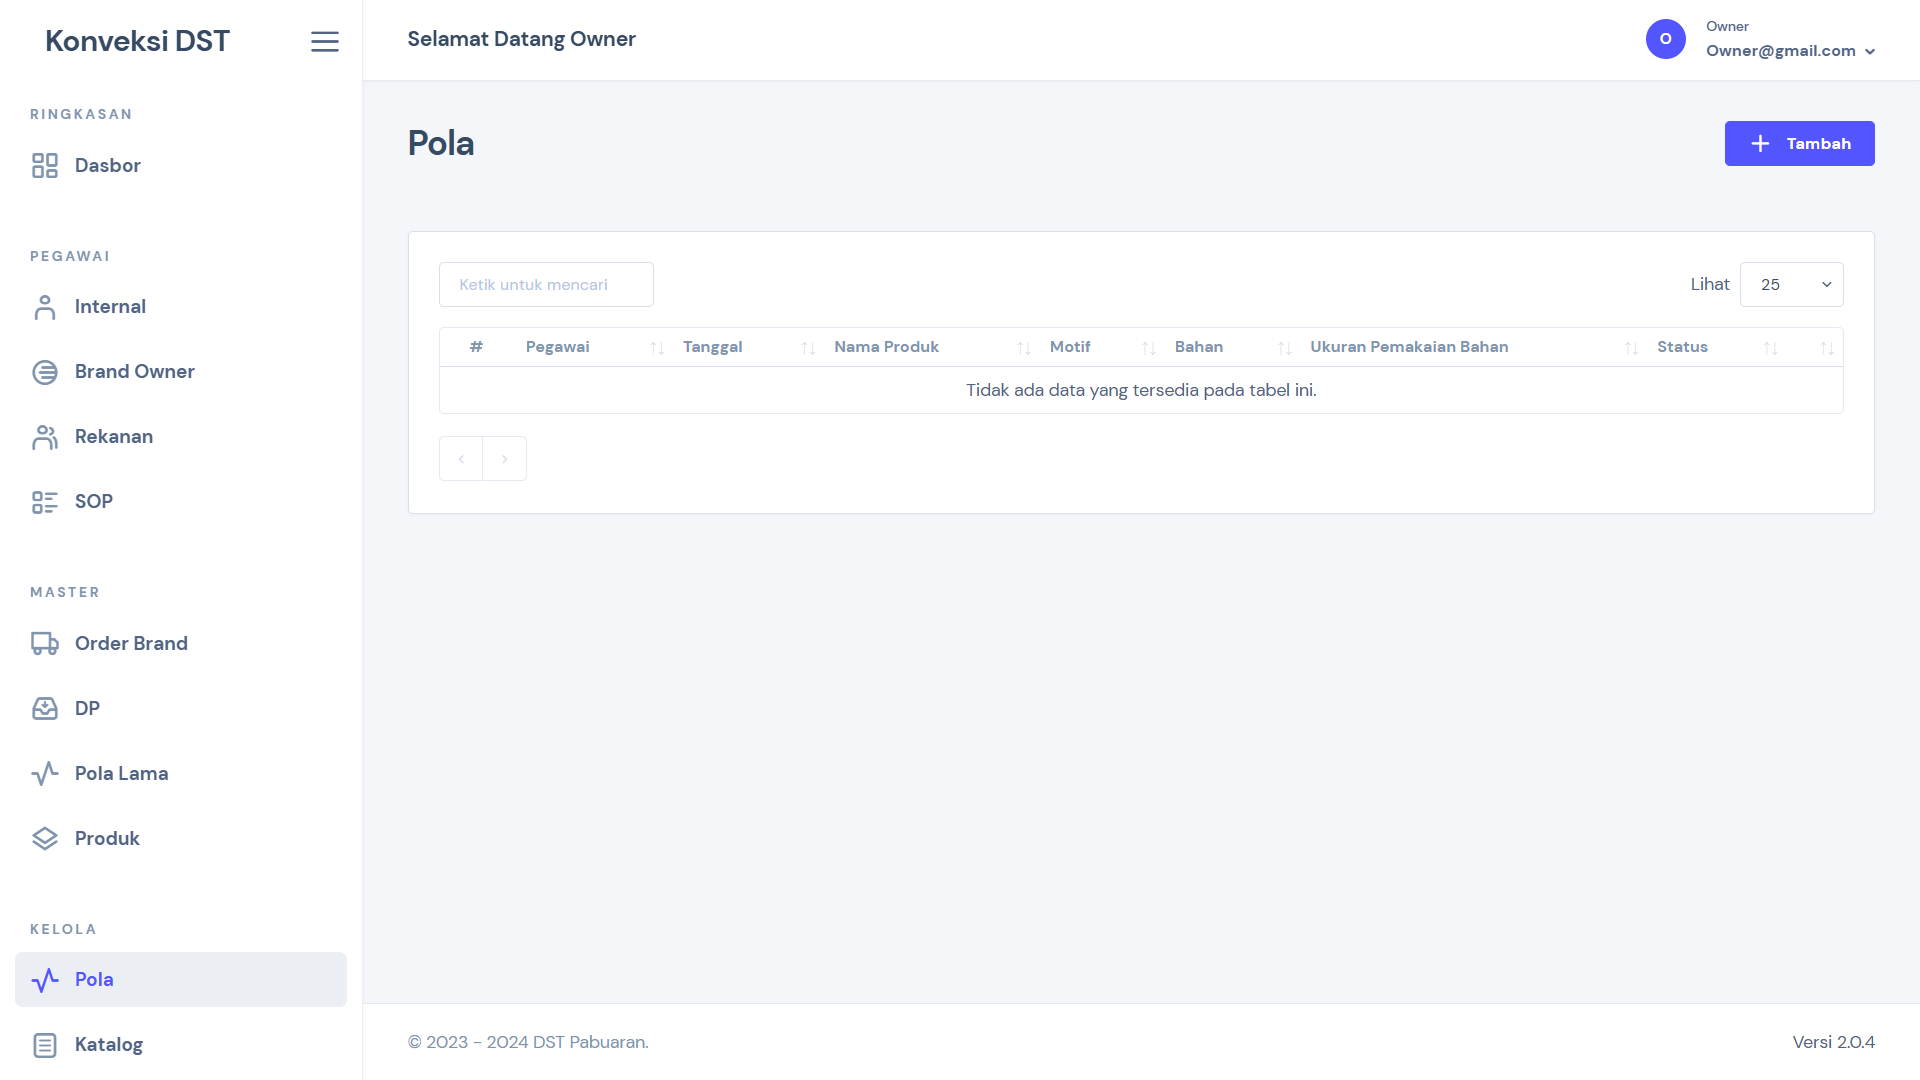 Konveksi DST
RINGKASAN
Dasbor
PEGAWAI
Internal
Brand Owner
Rekanan
SOP
MASTER
Order Brand
DP
Pola Lama
Produk
KELOLA
Pola
Katalog
Selamat Datang Owner
O
Owner
Owner@gmail.com
Pola
Tambah
Ketik untuk mencari
Lihat 25
# Pegawai Tanggal Nama Produk Motif Bahan Ukuran Pemakaian Bahan Status
Tidak ada data yang tersedia pada tabel ini.
© 2023 - 2024 DST Pabuaran.
Versi 2.0.4